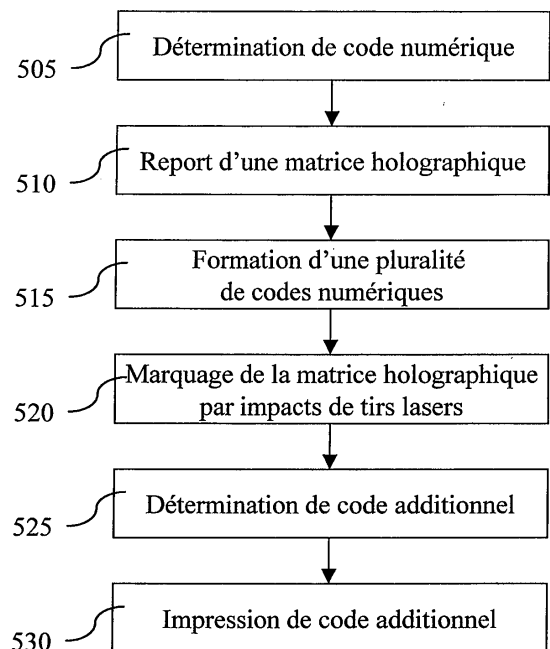 505
Détermination de code numérique
510
Report d'une matrice holographique
515
Formation d'une pluralité
de codes numériques
520
Marquage de la matrice holographique
par impacts de tirs lasers
525
Détermination de code additionnel
530
Impression de code additionnel